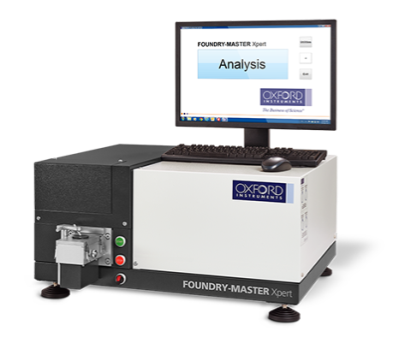 FOUNDRY-MASTER Xpert
Analysis
OXFORD
INSTRUMENTS
The Business of Science®
OXFORD
INSTRUMENTS
FOUNDRY-MASTER Xpert